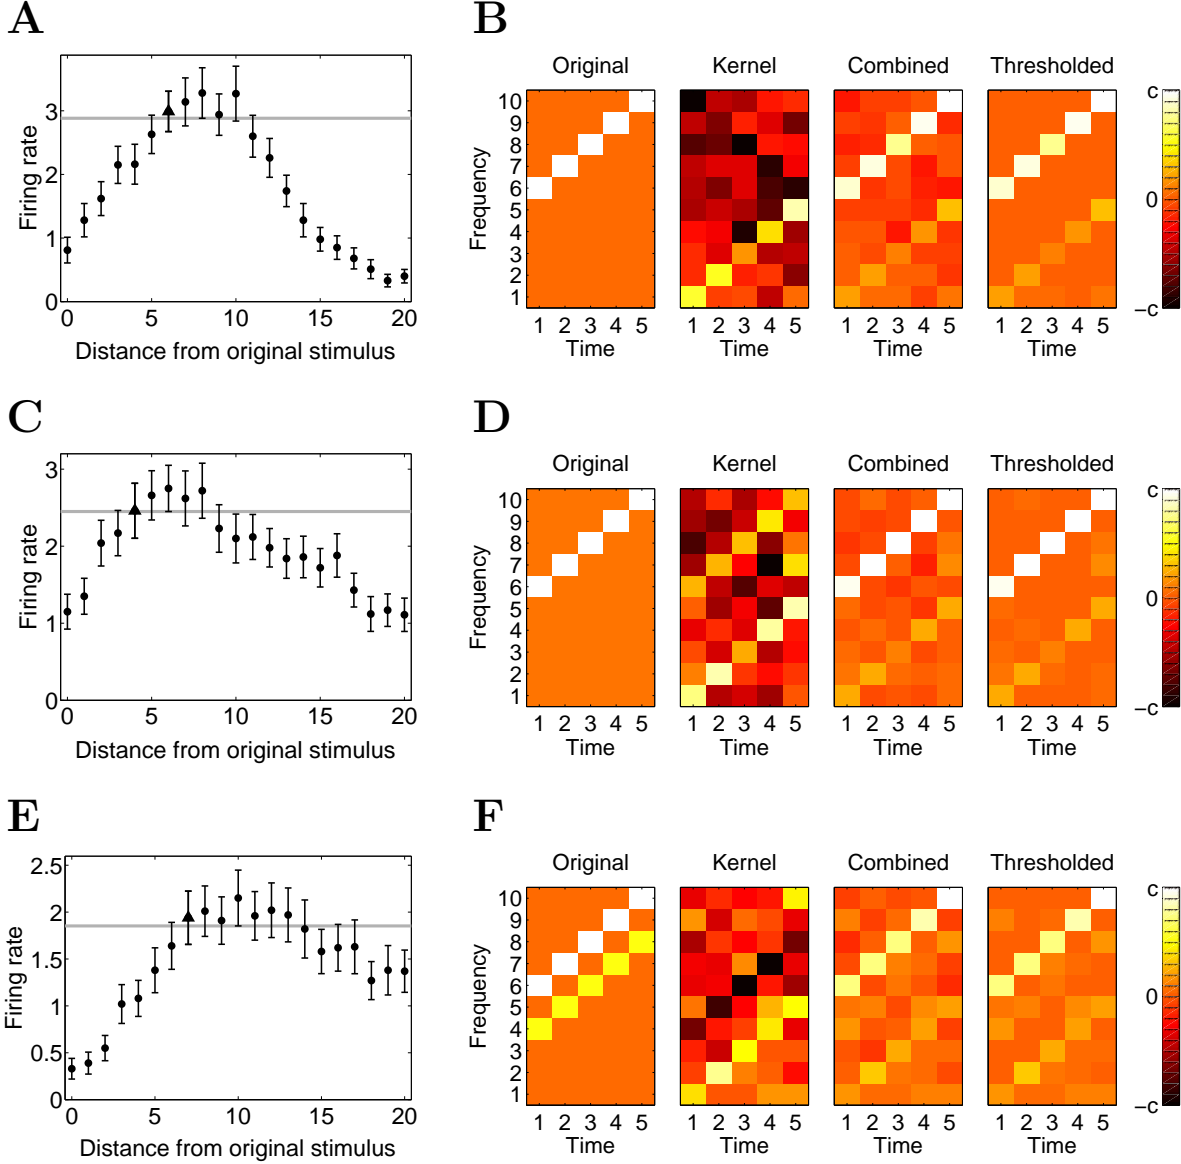 A
Firing rate
3
2
1
0
0 5 10 15 20
Distance from original stimulus
B
Original Kernel Combined Thresholded
Frequency
10
9
8
7
6
5
4
3
2
1
1 2 3 4 5 1 2 3 4 5 1 2 3 4 5 1 2 3 4 5
Time Time Time Time
c
0
−c
C
Firing rate
3
2
1
0
0 5 10 15 20
Distance from original stimulus
D
Original Kernel Combined Thresholded
Frequency
10
9
8
7
6
5
4
3
2
1
1 2 3 4 5 1 2 3 4 5 1 2 3 4 5 1 2 3 4 5
Time Time Time Time
c
0
−c
E
Firing rate
2.5
2
1.5
1
0.5
0
0 5 10 15 20
Distance from original stimulus
F
Original Kernel Combined Thresholded
Frequency
10
9
8
7
6
5
4
3
2
1
1 2 3 4 5 1 2 3 4 5 1 2 3 4 5 1 2 3 4 5
Time Time Time Time
c
0
−c